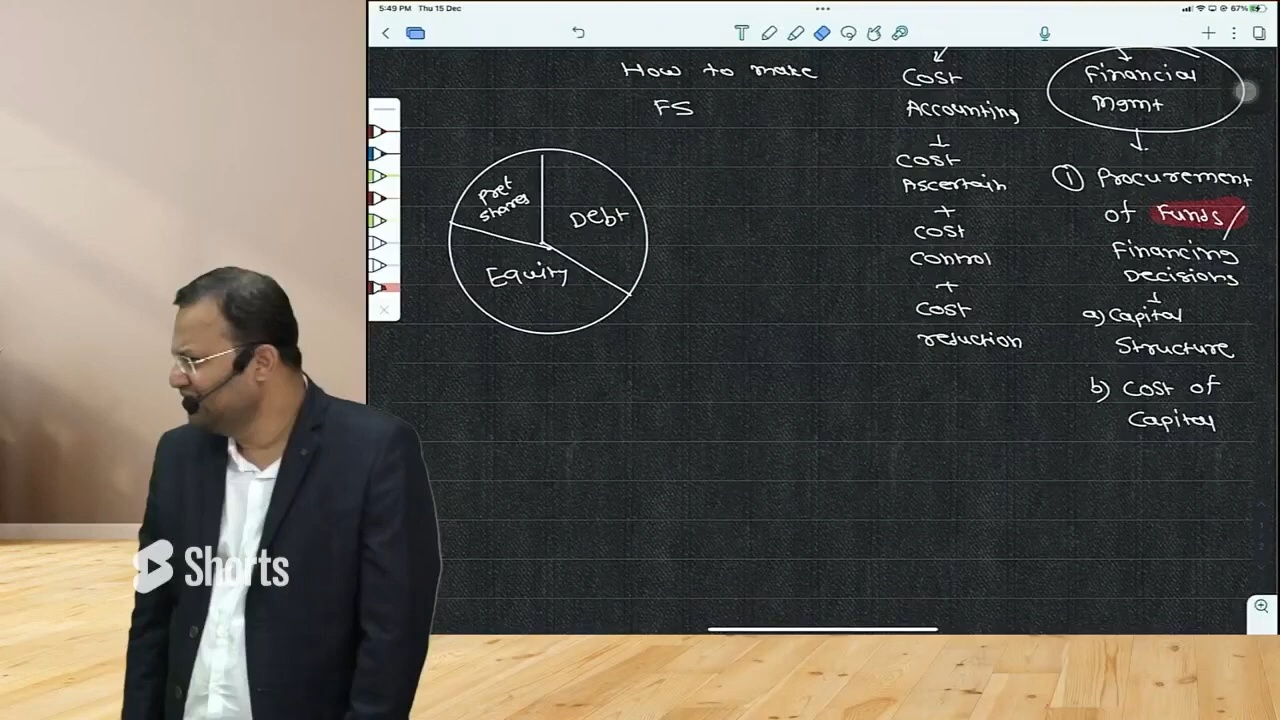 5:49 PM Thu 15 Dec
67%
How to make
FS
Pref
shares
Debt
Equity
Cost
Accounting
Cost
Ascertain
+
Cost
control
+
Cost
reduction
Financial
Mgmt
① Procurement
of Funds/
Financing
Decisions
a) Capital
Structure
b) Cost of
Capital
Shorts